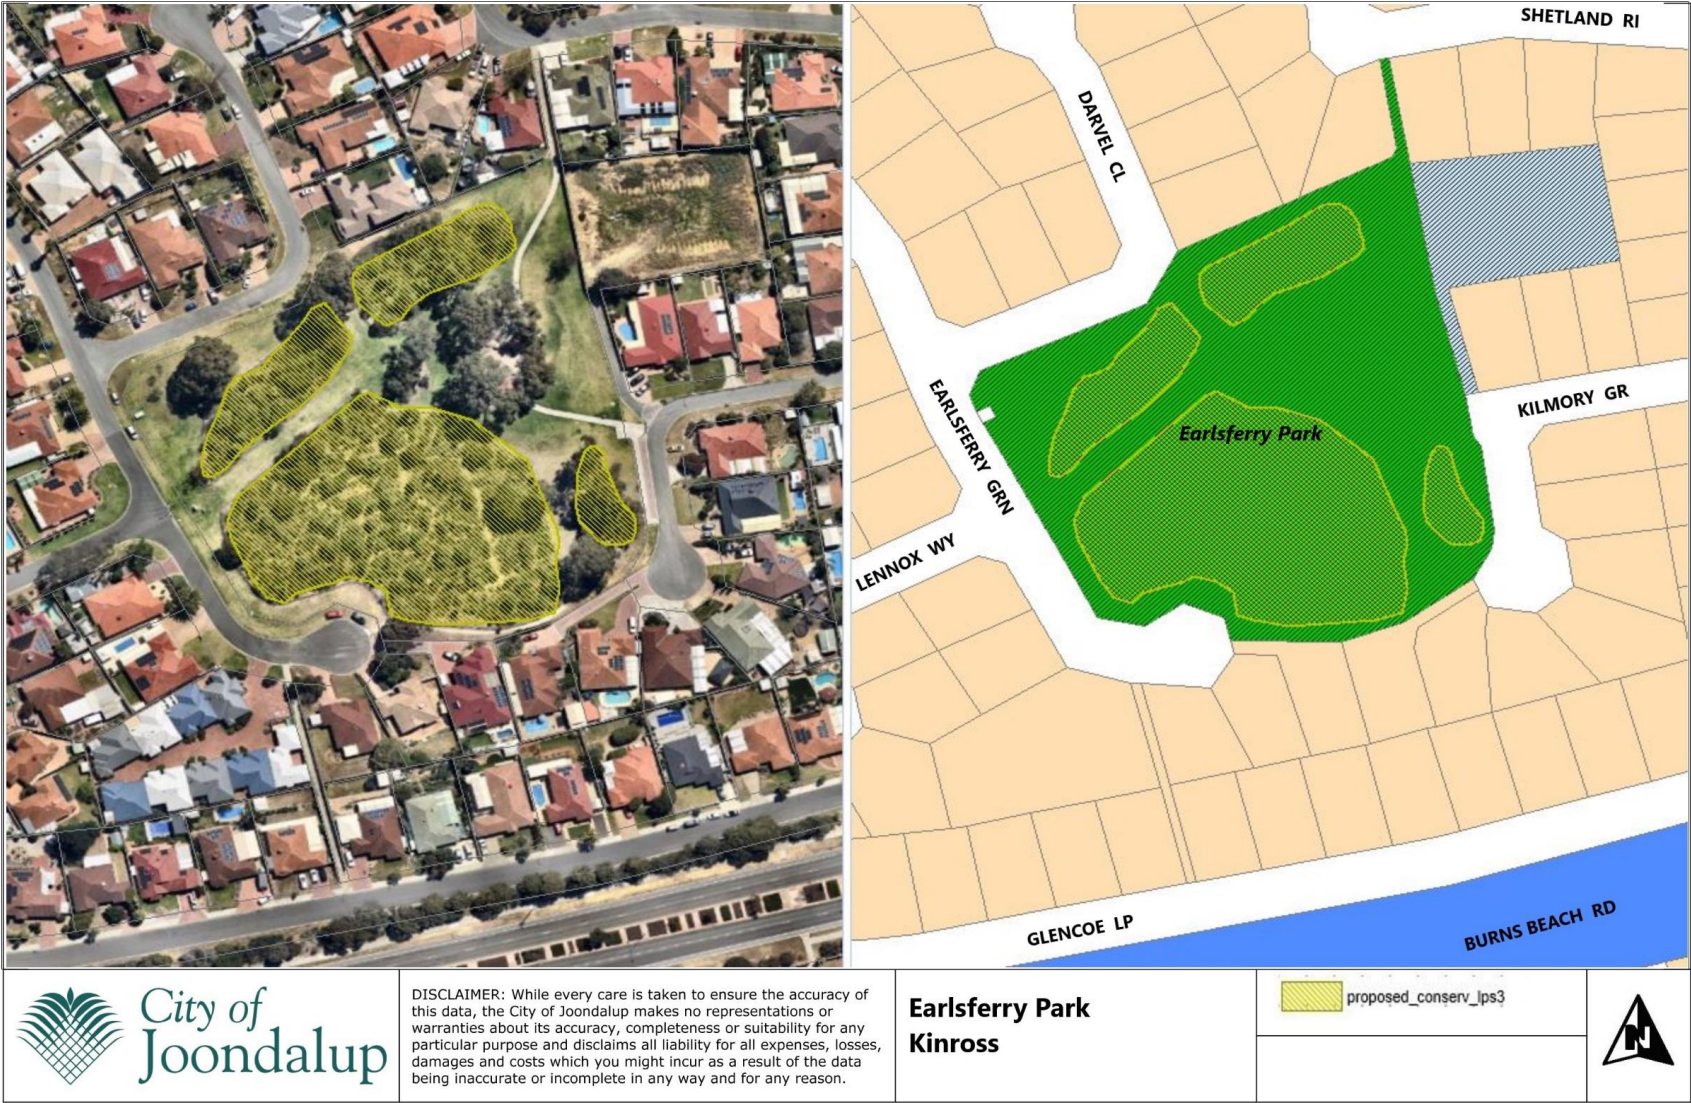 SHETLAND RI
DARVEL CL
EARLSFERRY GRN
KILMORY GR
Earlsferry Park
LENNOX WY
GLENCOE LP
BURNS BEACH RD
City of
Joondalup
DISCLAIMER: While every care is taken to ensure the accuracy of
this data, the City of Joondalup makes no representations or
warranties about its accuracy, completeness or suitability for any
particular purpose and disclaims all liability for all expenses, losses,
damages and costs which you might incur as a result of the data
being inaccurate or incomplete in any way and for any reason.
Earlsferry Park
Kinross
proposed_conserv_lps3
N